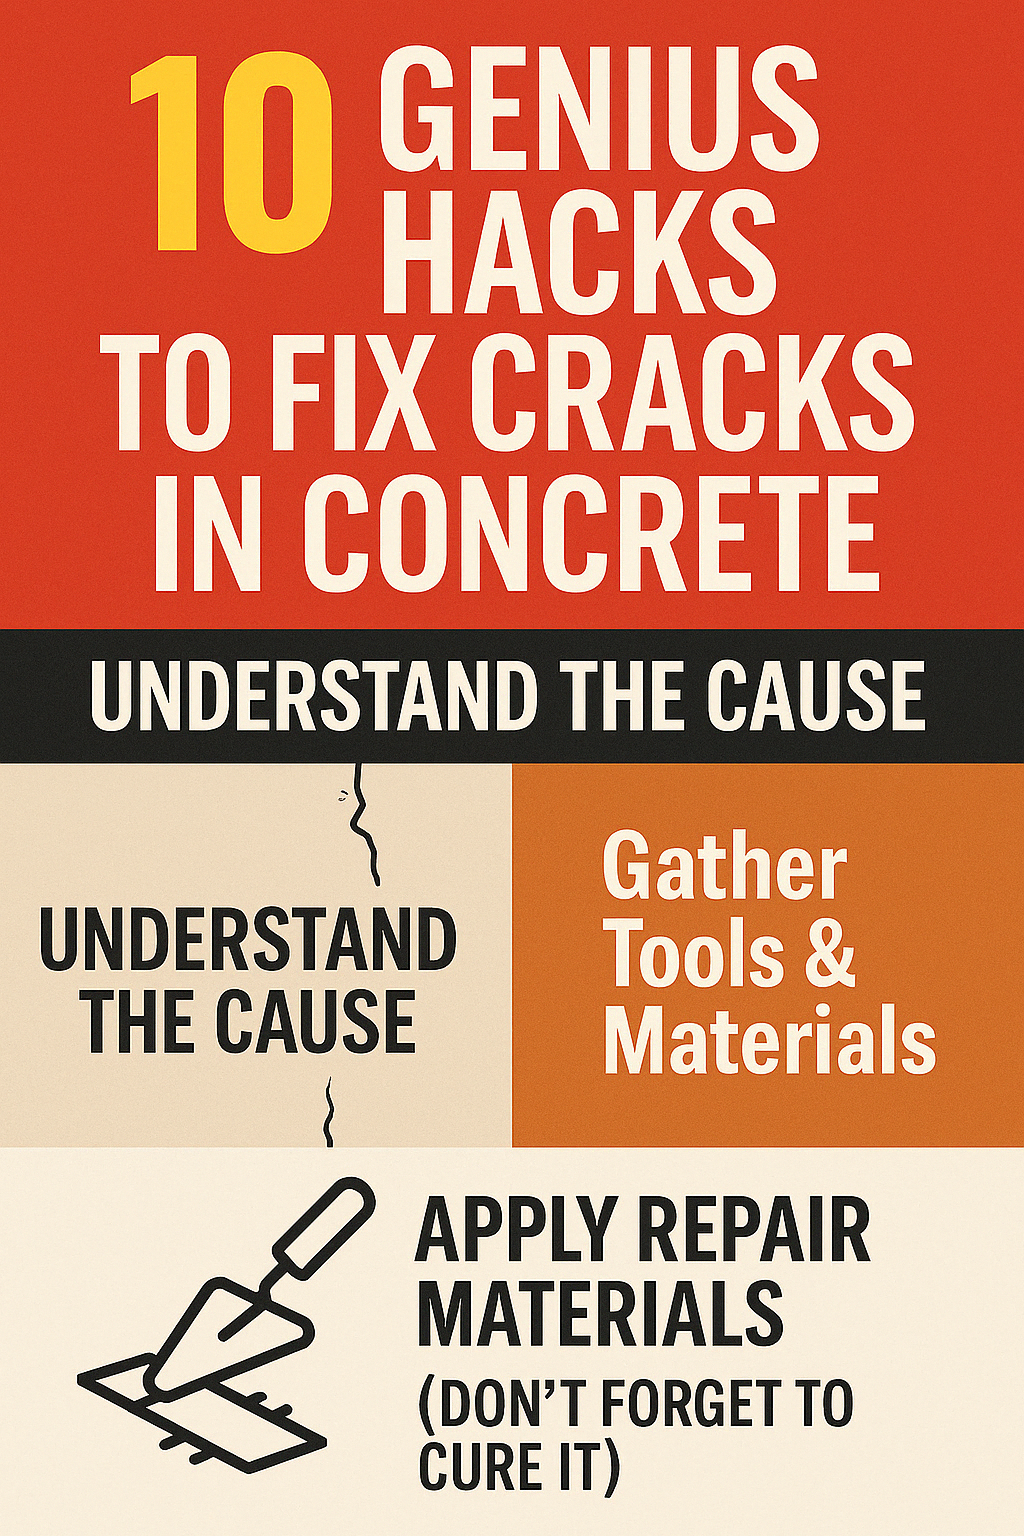 10 GENIUS
HACKS
TO FIX CRACKS
IN CONCRETE
UNDERSTAND THE CAUSE
UNDERSTAND
THE CAUSE
Gather
Tools &
Materials
APPLY REPAIR
MATERIALS
(DON'T FORGET TO
CURE IT)